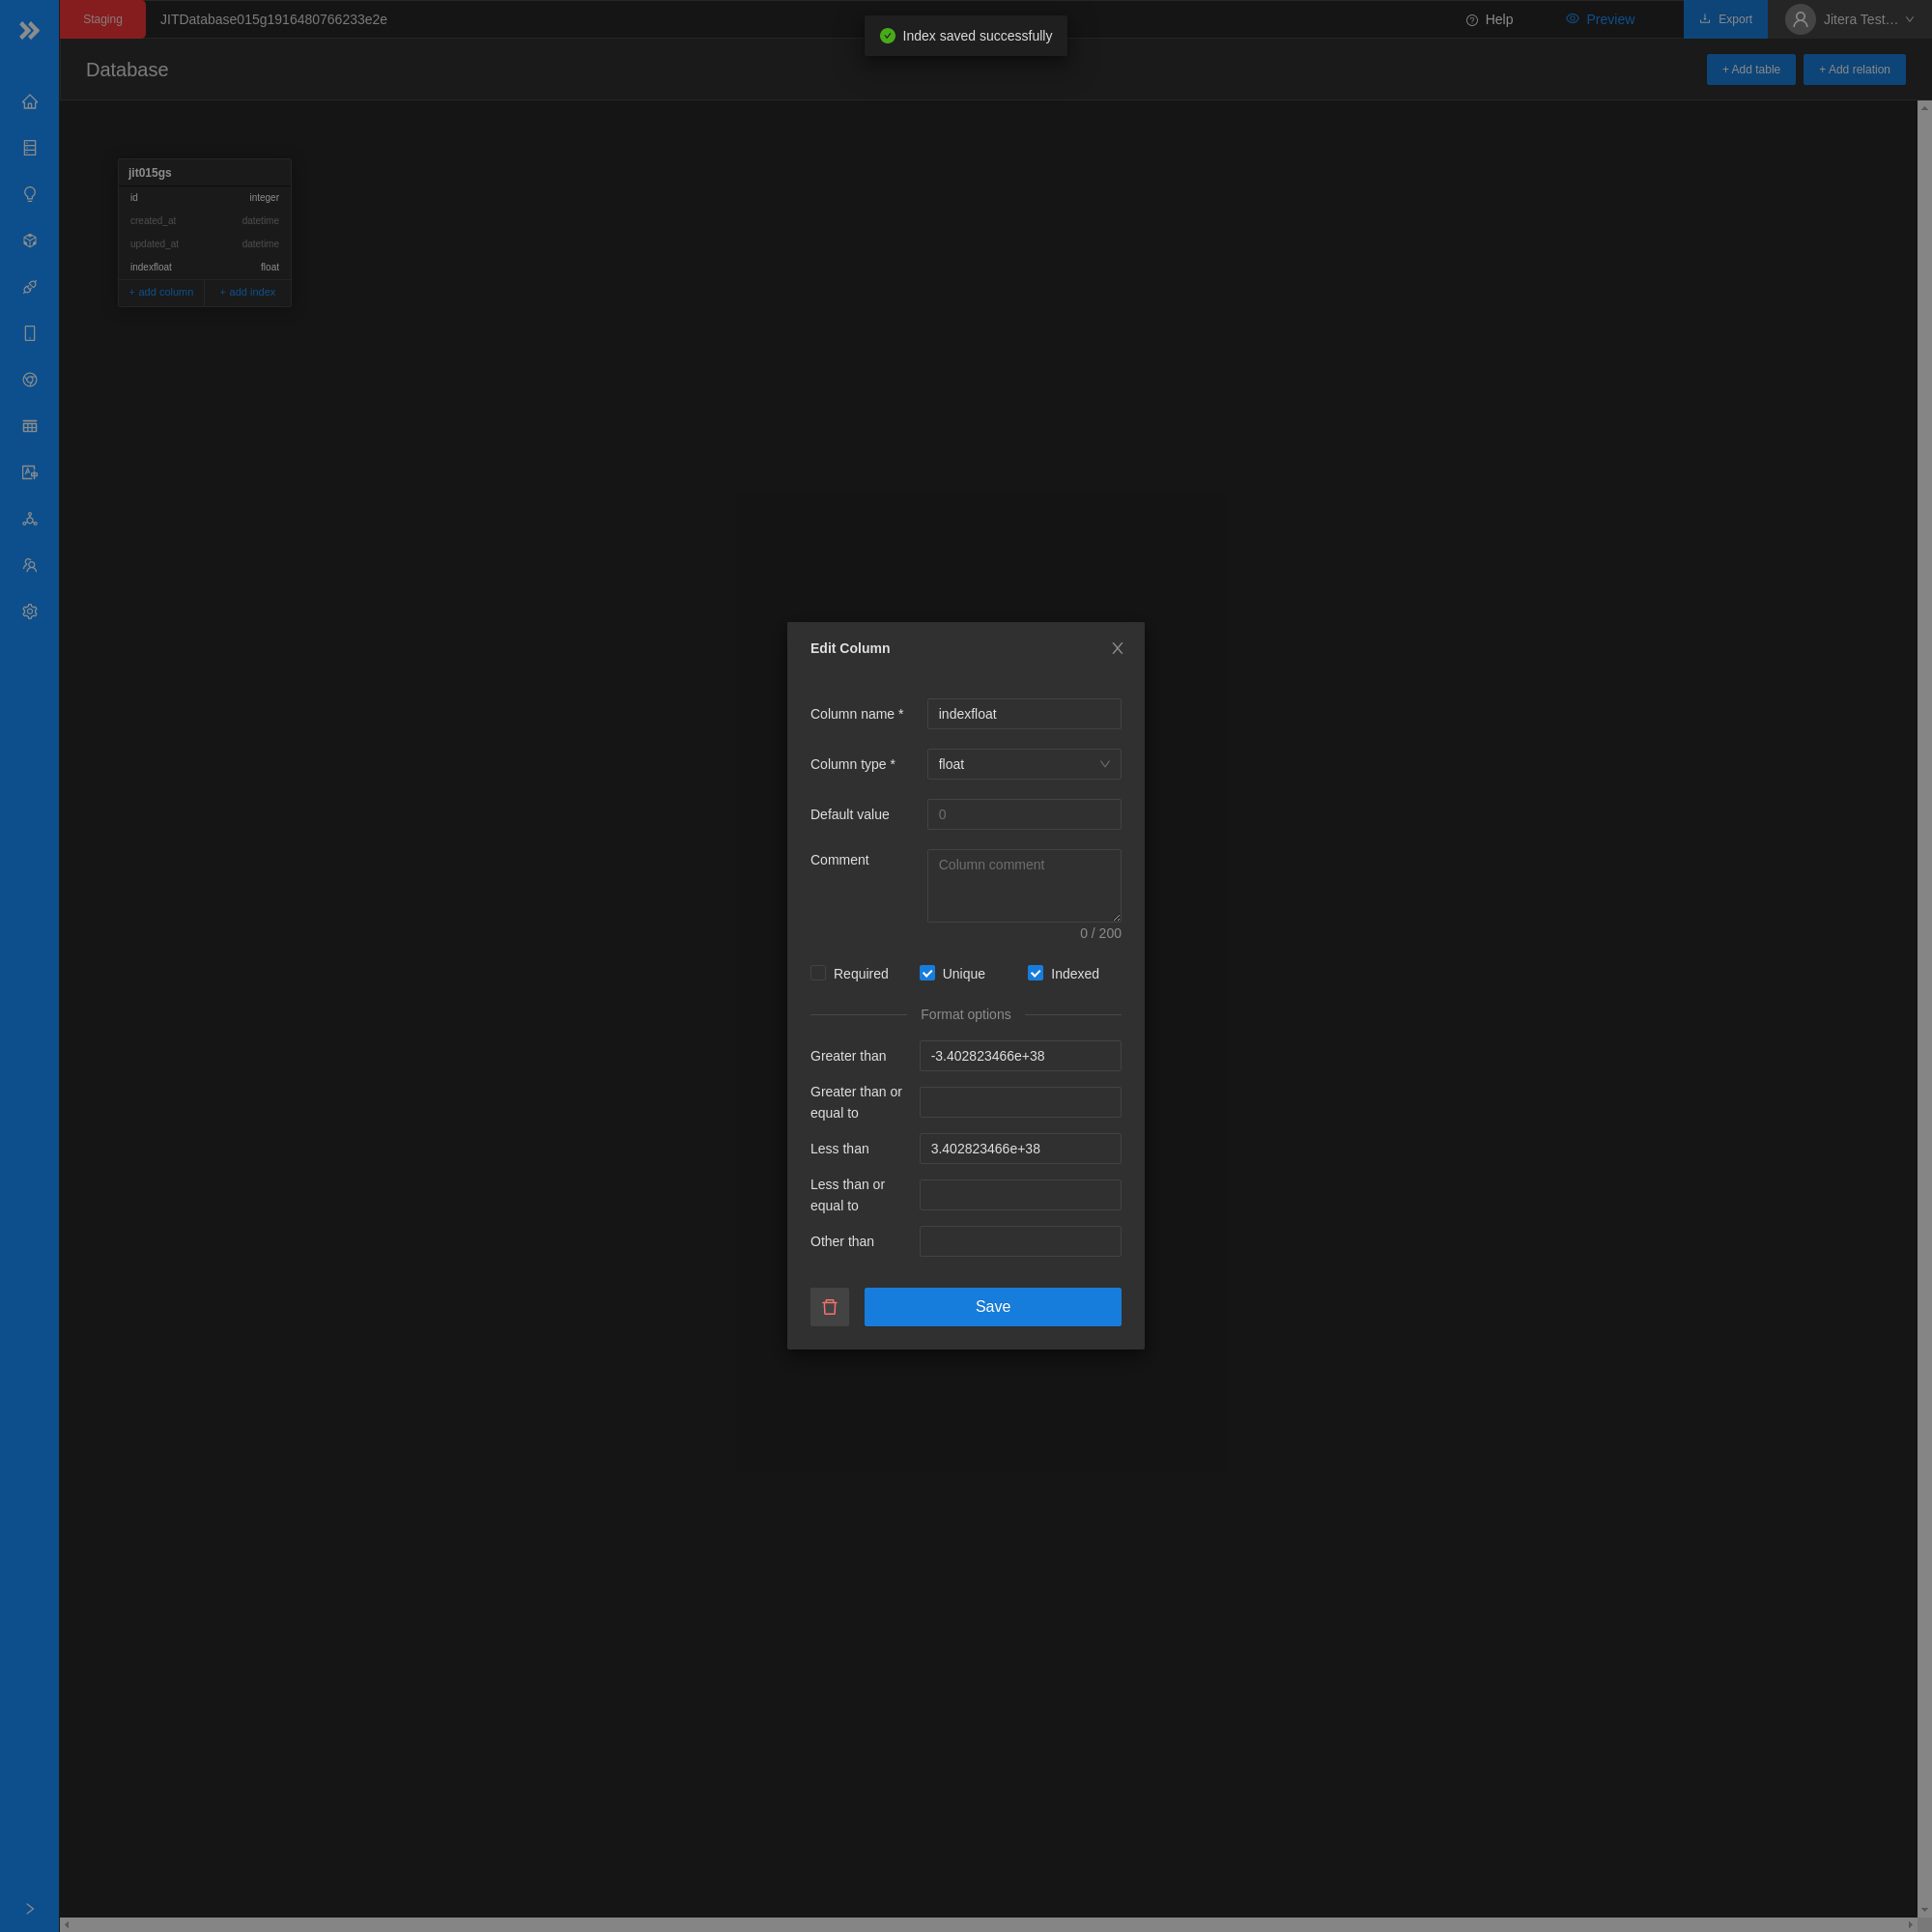 Staging
JITDatabase015g1916480766233e2e
Index saved successfully
Help
Preview
Export
Jitera Test…
Database
+ Add table
+ Add relation
jit015gs
id integer
created_at datetime
updated_at datetime
indexfloat float
+ add column + add index
Edit Column
Column name * indexfloat
Column type * float
Default value 0
Comment Column comment
0 / 200
Required Unique Indexed
Format options
Greater than -3.402823466e+38
Greater than or
equal to
Less than 3.402823466e+38
Less than or
equal to
Other than
Save